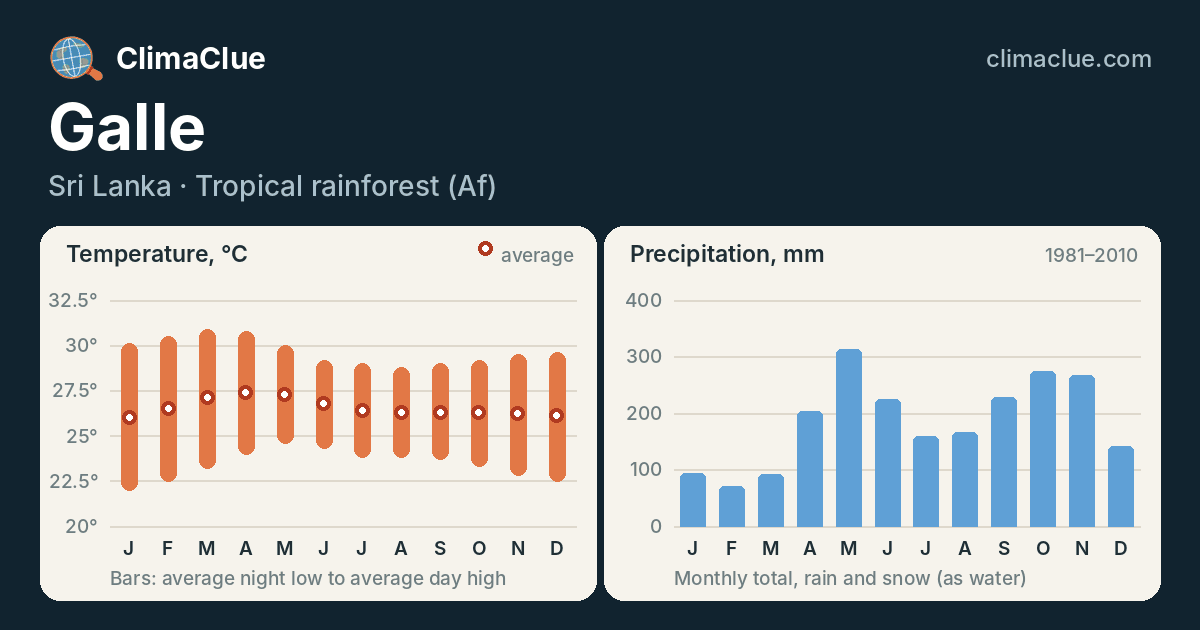 ClimaClue
climaclue.com
Galle
Sri Lanka · Tropical rainforest (Af)
Temperature, °C
average
32.5°
30°
27.5°
25°
22.5°
20°
J F M A M J J A S O N D
Bars: average night low to average day high
Precipitation, mm
1981–2010
400
300
200
100
0
J F M A M J J A S O N D
Monthly total, rain and snow (as water)